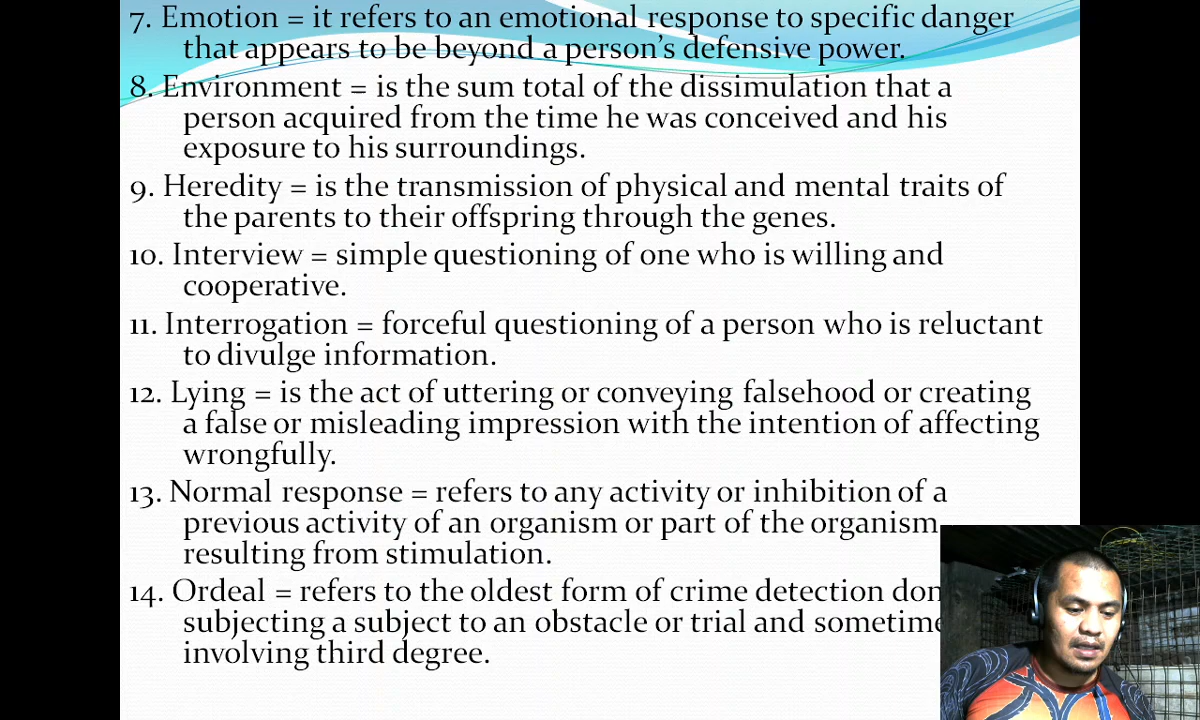 7. Emotion = it refers to an emotional response to specific danger
that appears to be beyond a person's defensive power.
8. Environment = is the sum total of the dissimulation that a
person acquired from the time he was conceived and his
exposure to his surroundings.
9. Heredity = is the transmission of physical and mental traits of
the parents to their offspring through the genes.
10. Interview = simple questioning of one who is willing and
cooperative.
11. Interrogation = forceful questioning of a person who is reluctant
to divulge information.
12. Lying = is the act of uttering or conveying falsehood or creating
a false or misleading impression with the intention of affecting
wrongfully.
13. Normal response = refers to any activity or inhibition of a
previous activity of an organism or part of the organism
resulting from stimulation.
14. Ordeal = refers to the oldest form of crime detection
subjecting a subject to an obstacle or trial and
involving third degree.